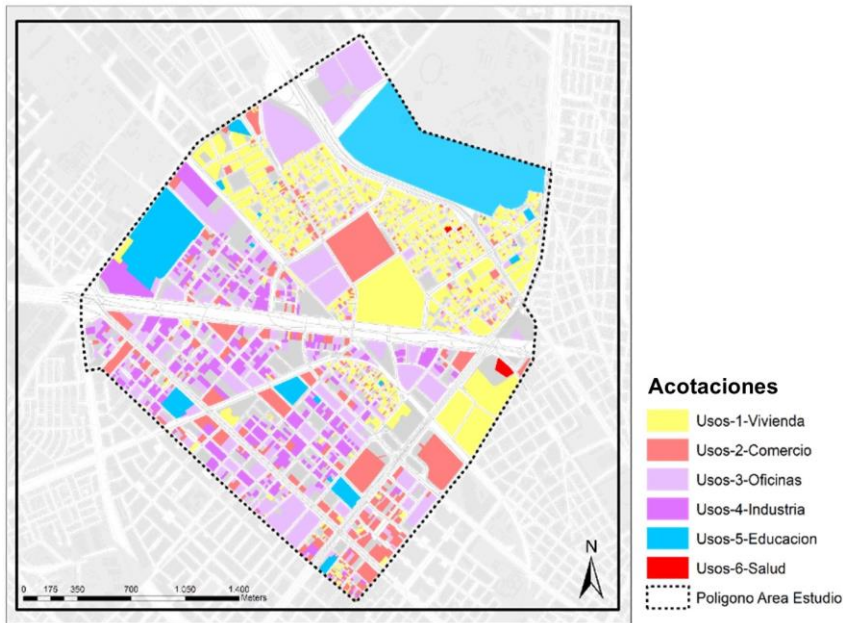 Acotaciones
Usos-1-Vivienda
Usos-2-Comercio
Usos-3-Oficinas
Usos-4-Industria
Usos-5-Educacion
Usos-6-Salud
Poligono Area Estudio
N
0 175 350 700 1.050 1.400
Meters